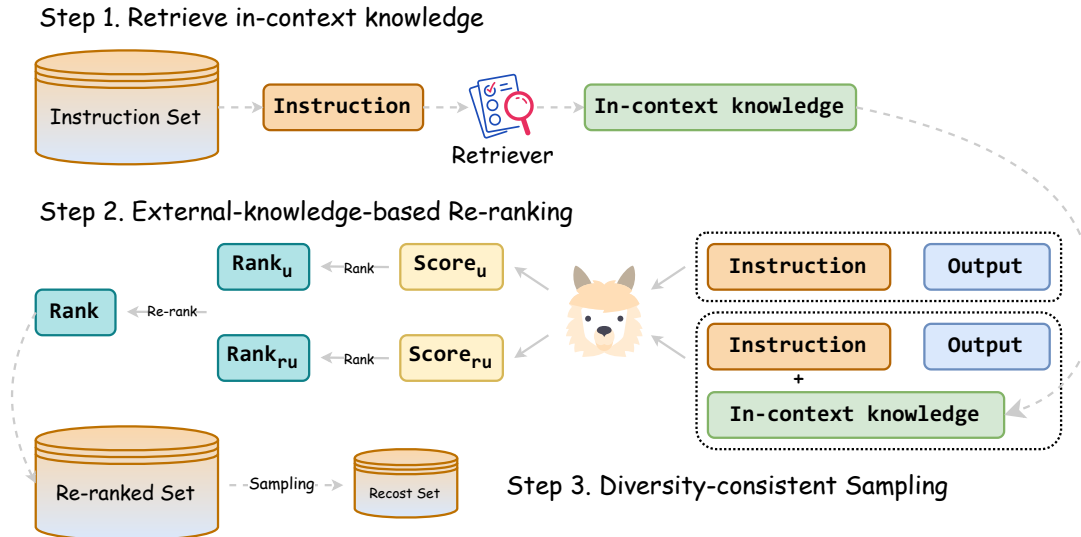 Step 1. Retrieve in-context knowledge
Instruction Set
Instruction
Retriever
In-context knowledge
Step 2. External-knowledge-based Re-ranking
Rank
Re-rank
Rank_u
Rank
Score_u
Rank_ru
Rank
Score_ru
Instruction
Output
Instruction
Output
+
In-context knowledge
Re-ranked Set
Sampling
Recost Set
Step 3. Diversity-consistent Sampling